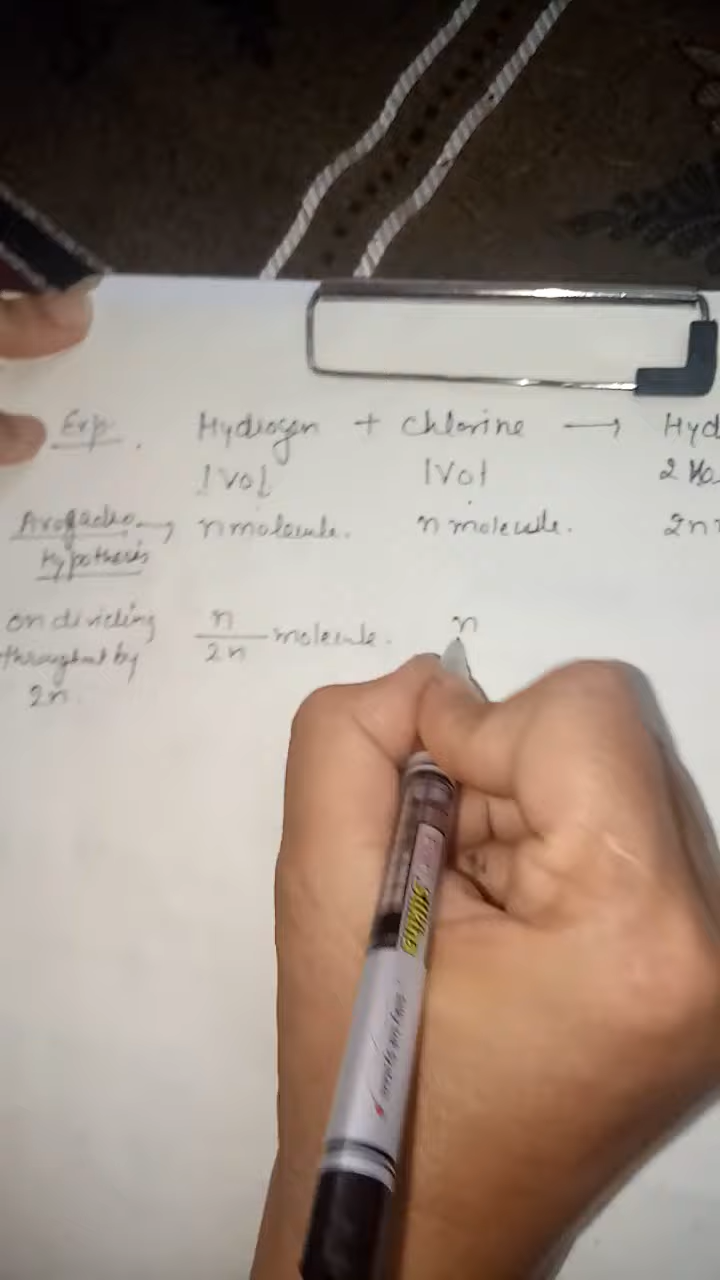 Exp. Hydrogen + Chlorine → Hyd
1 Vol 1 Vol 2 Vo
Avogadro → n molecule. n molecule. 2n
Hypothesis
on dividing n/2n molecule. n
throughout by
2n.